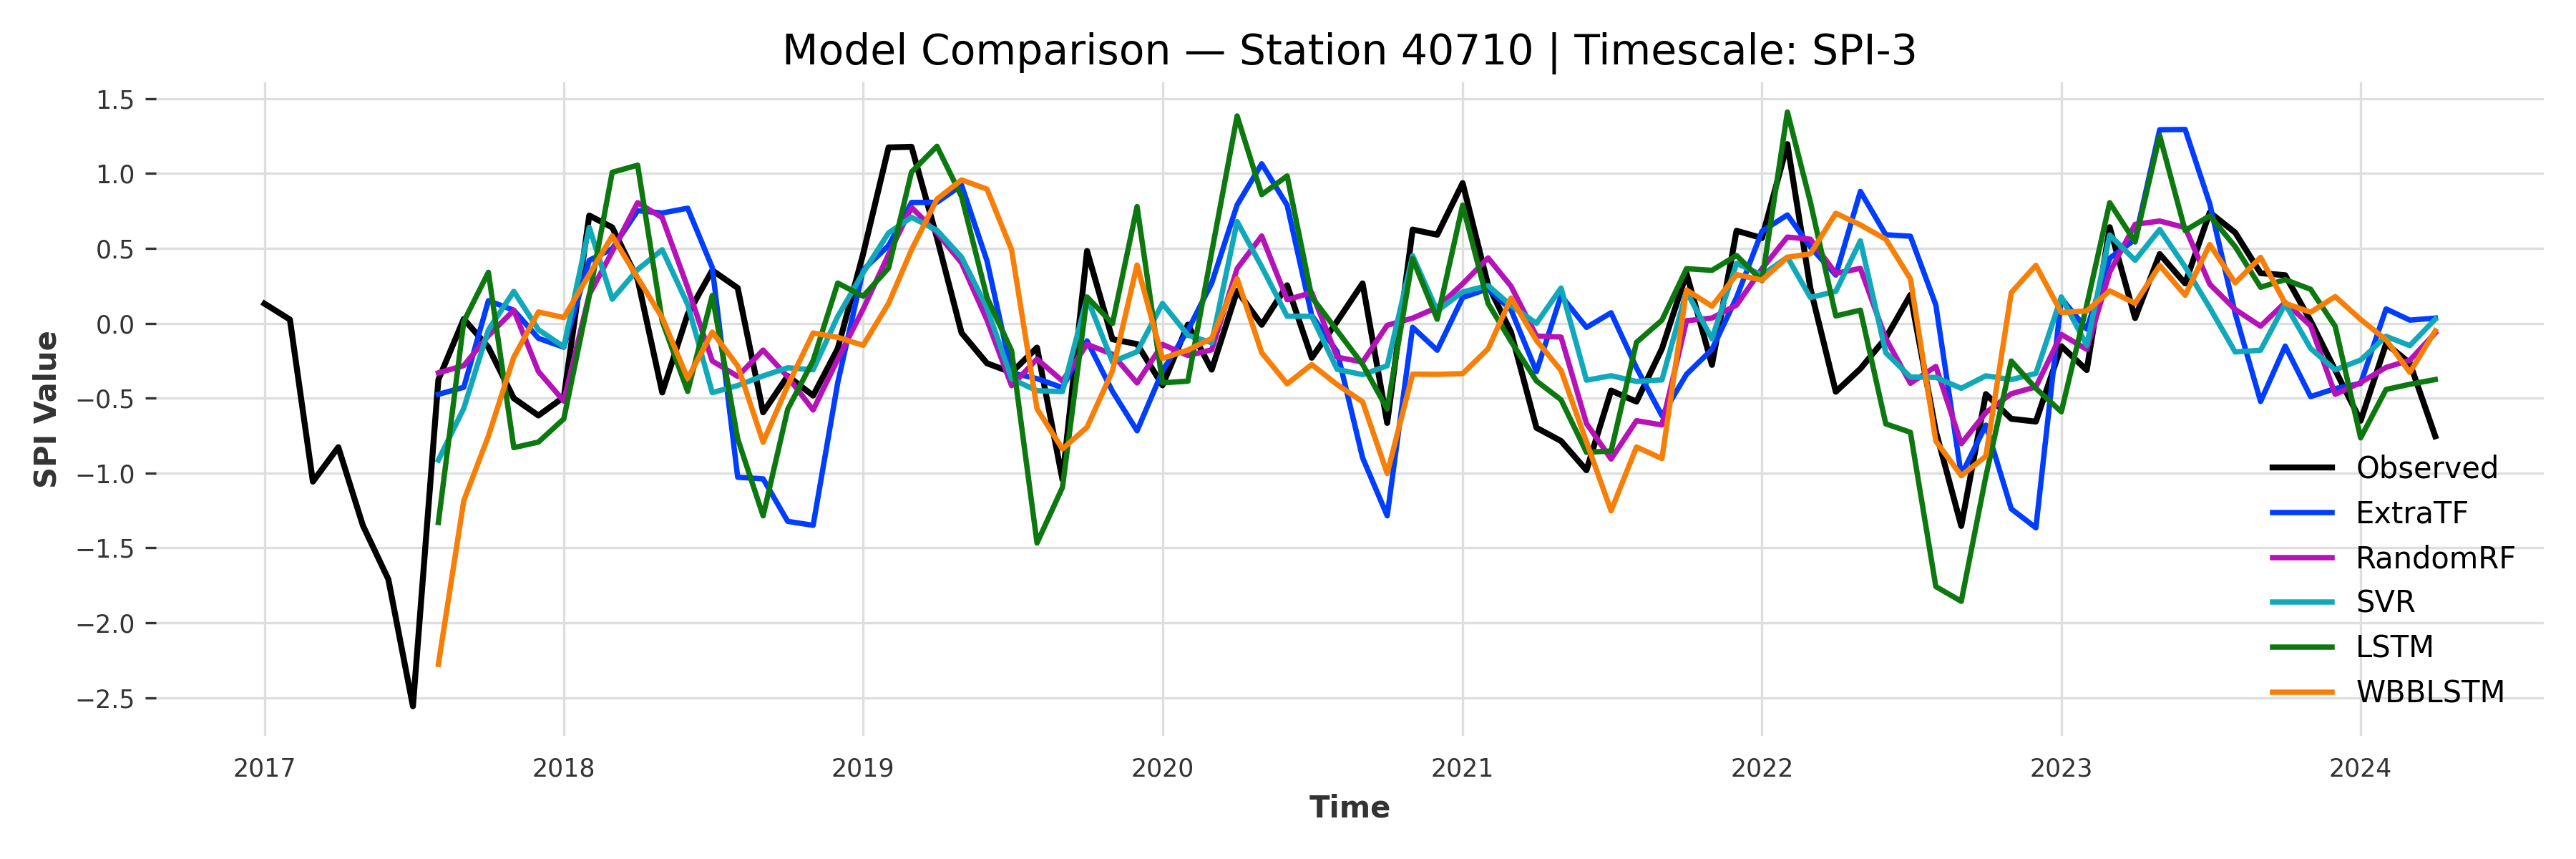 Model Comparison — Station 40710 | Timescale: SPI-3
SPI Value
1.5
1.0
0.5
0.0
−0.5
−1.0
−1.5
−2.0
−2.5
Observed
ExtraTF
RandomRF
SVR
LSTM
WBBLSTM
2017 2018 2019 2020 2021 2022 2023 2024
Time